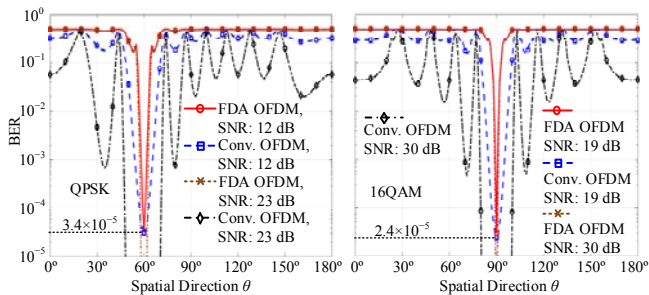 10⁰
10⁻¹
10⁻²
10⁻³
10⁻⁴
10⁻⁵
BER
FDA OFDM,
SNR: 12 dB
Conv. OFDM,
SNR: 12 dB
FDA OFDM,
SNR: 23 dB
Conv. OFDM,
SNR: 23 dB
QPSK
3.4×10⁻⁵
0º 30º 60º 90º 120º 150º 180º
Spatial Direction θ
Conv. OFDM
SNR: 30 dB
FDA OFDM
SNR: 19 dB
Conv. OFDM
SNR: 19 dB
FDA OFDM
SNR: 30 dB
16QAM
2.4×10⁻⁵
0º 30º 60º 90º 120º 150º 180º
Spatial Direction θ